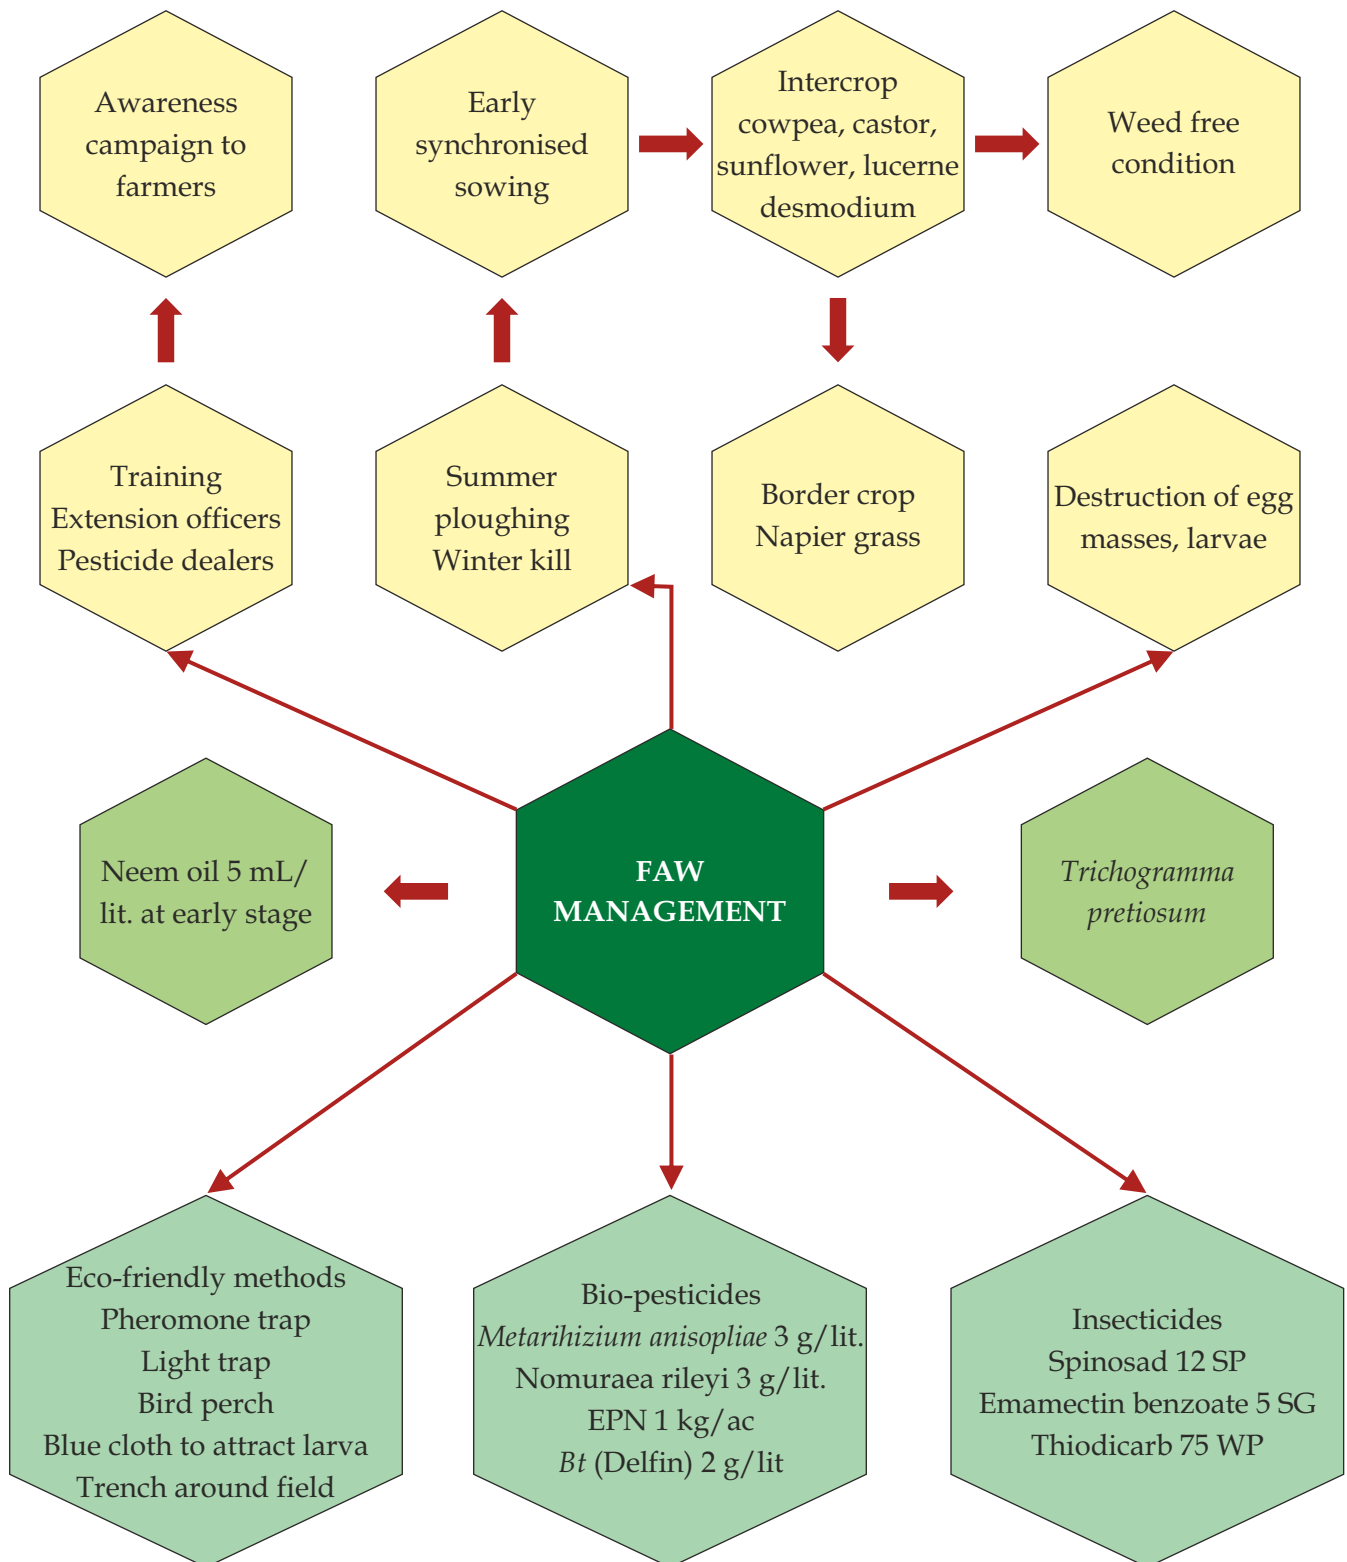 Awareness
campaign to
farmers
Early
synchronised
sowing
Intercrop
cowpea, castor,
sunflower, lucerne
desmodium
Weed free
condition
Training
Extension officers
Pesticide dealers
Summer
ploughing
Winter kill
Border crop
Napier grass
Destruction of egg
masses, larvae
Neem oil 5 mL/
lit. at early stage
FAW
MANAGEMENT
Trichogramma
pretiosum
Eco-friendly methods
Pheromone trap
Light trap
Bird perch
Blue cloth to attract larva
Trench around field
Bio-pesticides
Metarihizium anisopliae 3 g/lit.
Nomuraea rileyi 3 g/lit.
EPN 1 kg/ac
Bt (Delfin) 2 g/lit
Insecticides
Spinosad 12 SP
Emamectin benzoate 5 SG
Thiodicarb 75 WP